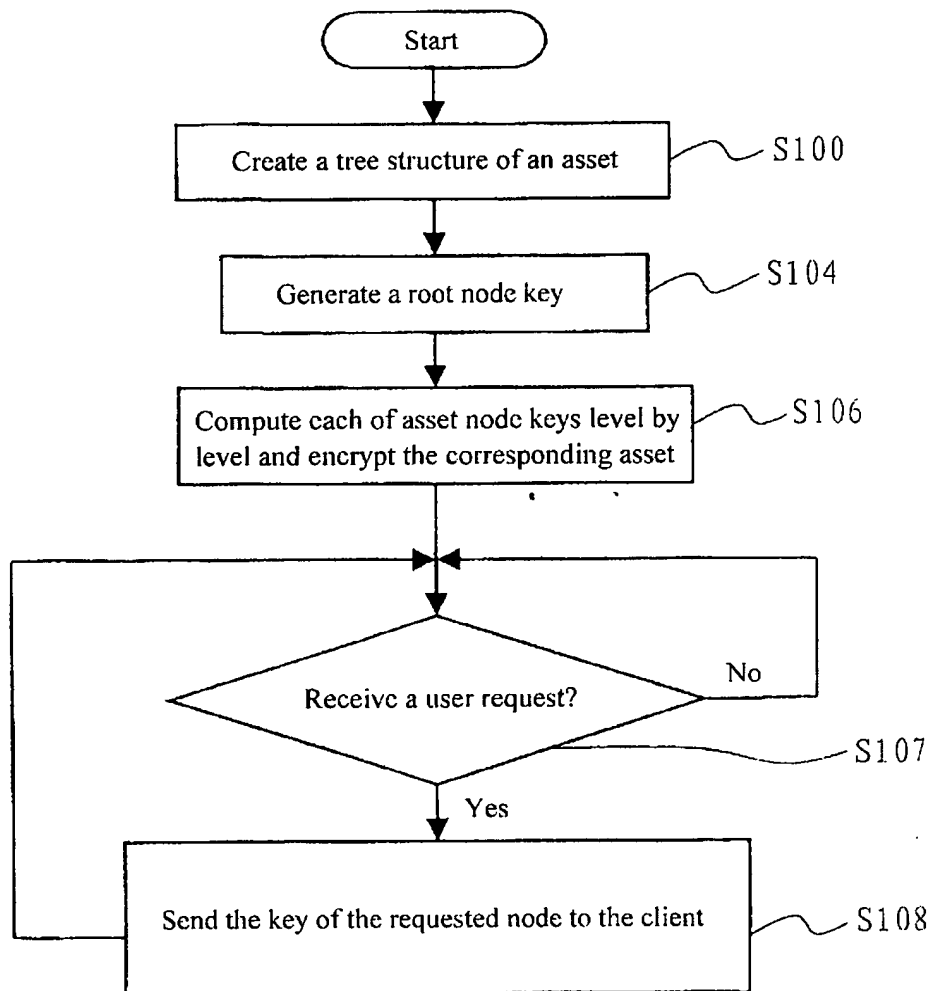 Start
Create a tree structure of an asset
S100
Generate a root node key
S104
Compute each of asset node keys level by
level and encrypt the corresponding asset
S106
Receive a user request?
No
S107
Yes
Send the key of the requested node to the client
S108